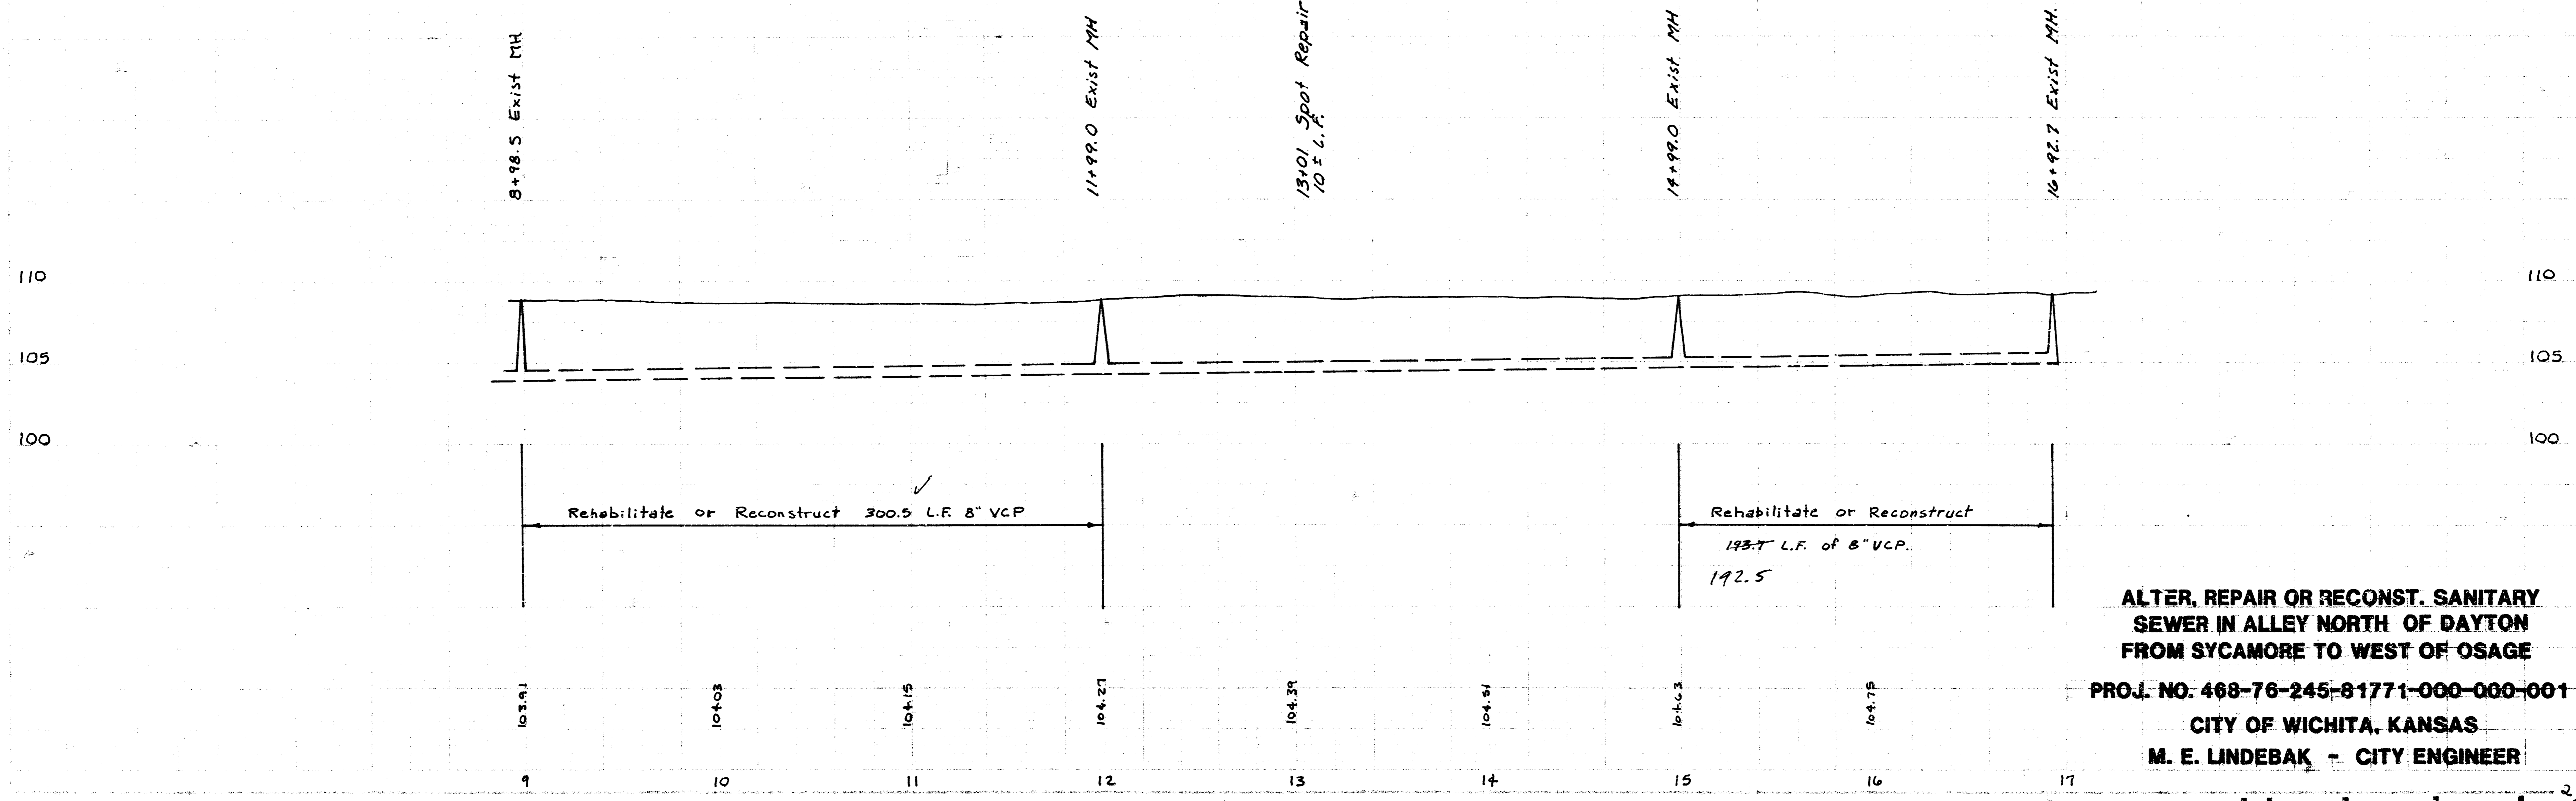 8+98.5 Exist MH
11+99.0 Exist MH
13+01 Spot Repair
10 ± L.F.
14+99.0 Exist MH
16+92.7 Exist MH.
110
110
105
105
100
100
Rehabilitate or Reconstruct 300.5 L.F. 8" VCP
Rehabilitate or Reconstruct
193.7 L.F. of 8" VCP.
192.5
ALTER, REPAIR OR RECONST. SANITARY
SEWER IN ALLEY NORTH OF DAYTON
FROM SYCAMORE TO WEST OF OSAGE
PROJ. NO. 468-76-245-81771-000-000-001
CITY OF WICHITA, KANSAS
M. E. LINDEBAK - CITY ENGINEER
103.91
104.03
104.15
104.27
104.39
104.51
104.63
104.75
9
10
11
12
13
14
15
16
17